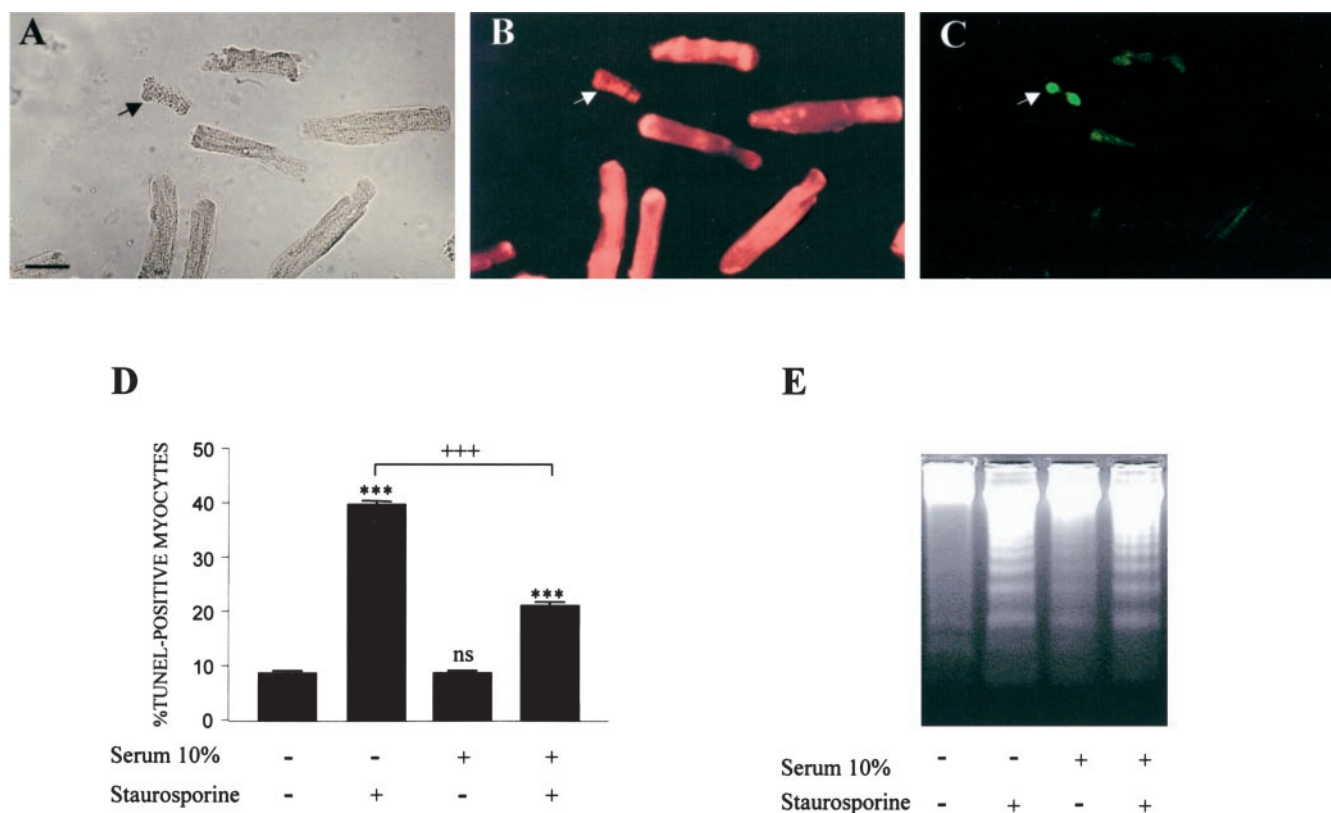 A
B
C
D
E
%TUNEL-POSITIVE MYOCYTES
50
40
30
20
10
0
+++
***
ns
***
Serum 10% - - + +
Staurosporine - + - +
Serum 10% - - + +
Staurosporine - + - +